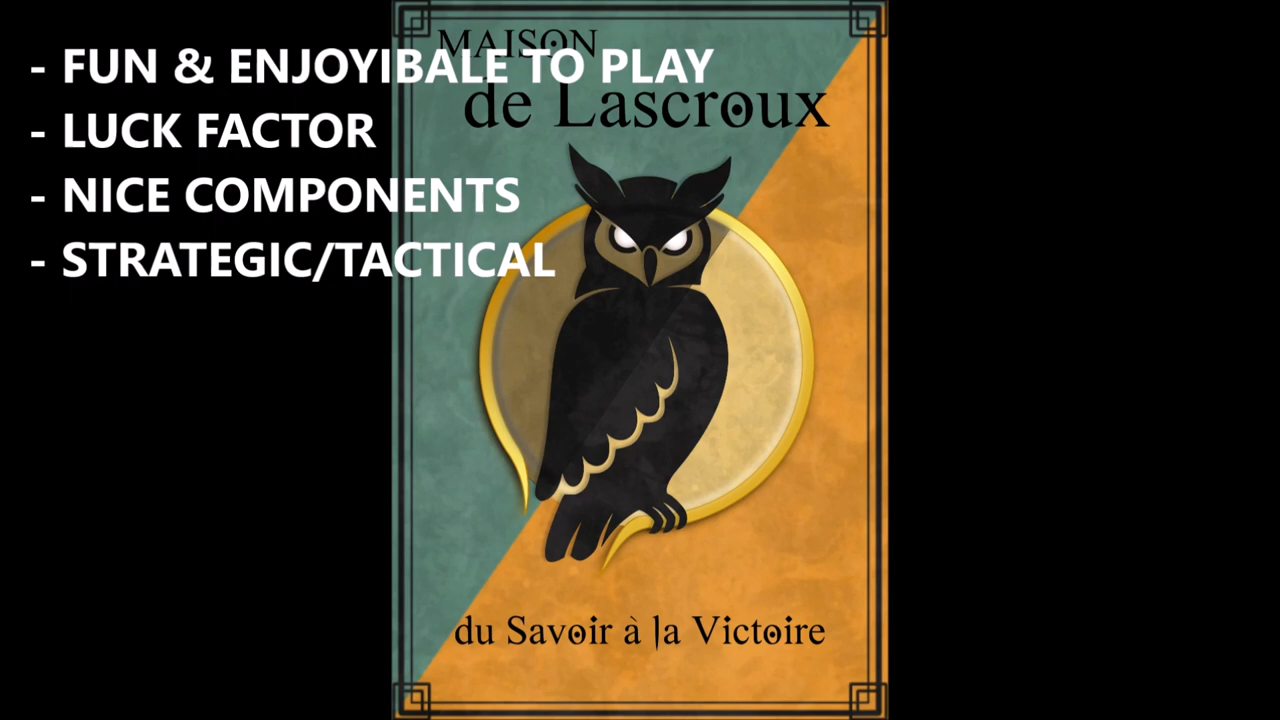 MAISON
- FUN & ENJOYIBALE TO PLAY
de Lascroux
- LUCK FACTOR
- NICE COMPONENTS
- STRATEGIC/TACTICAL
du Savoir à la Victoire